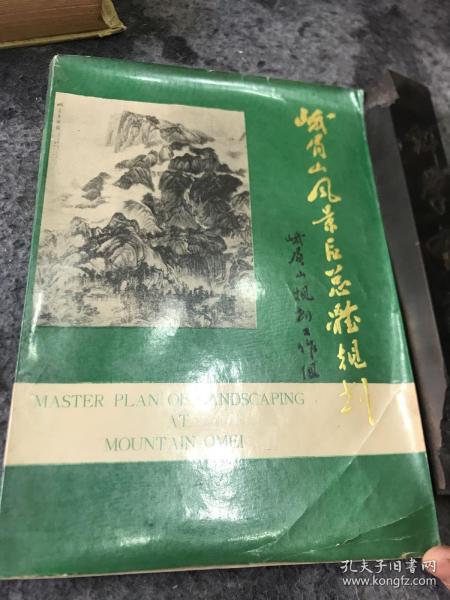 峨眉山风景区总体规划
峨眉山规划工作组
MASTER PLAN OF LANDSCAPING
AT
MOUNTAIN OMEI
孔夫子旧书网
www.kongfz.com